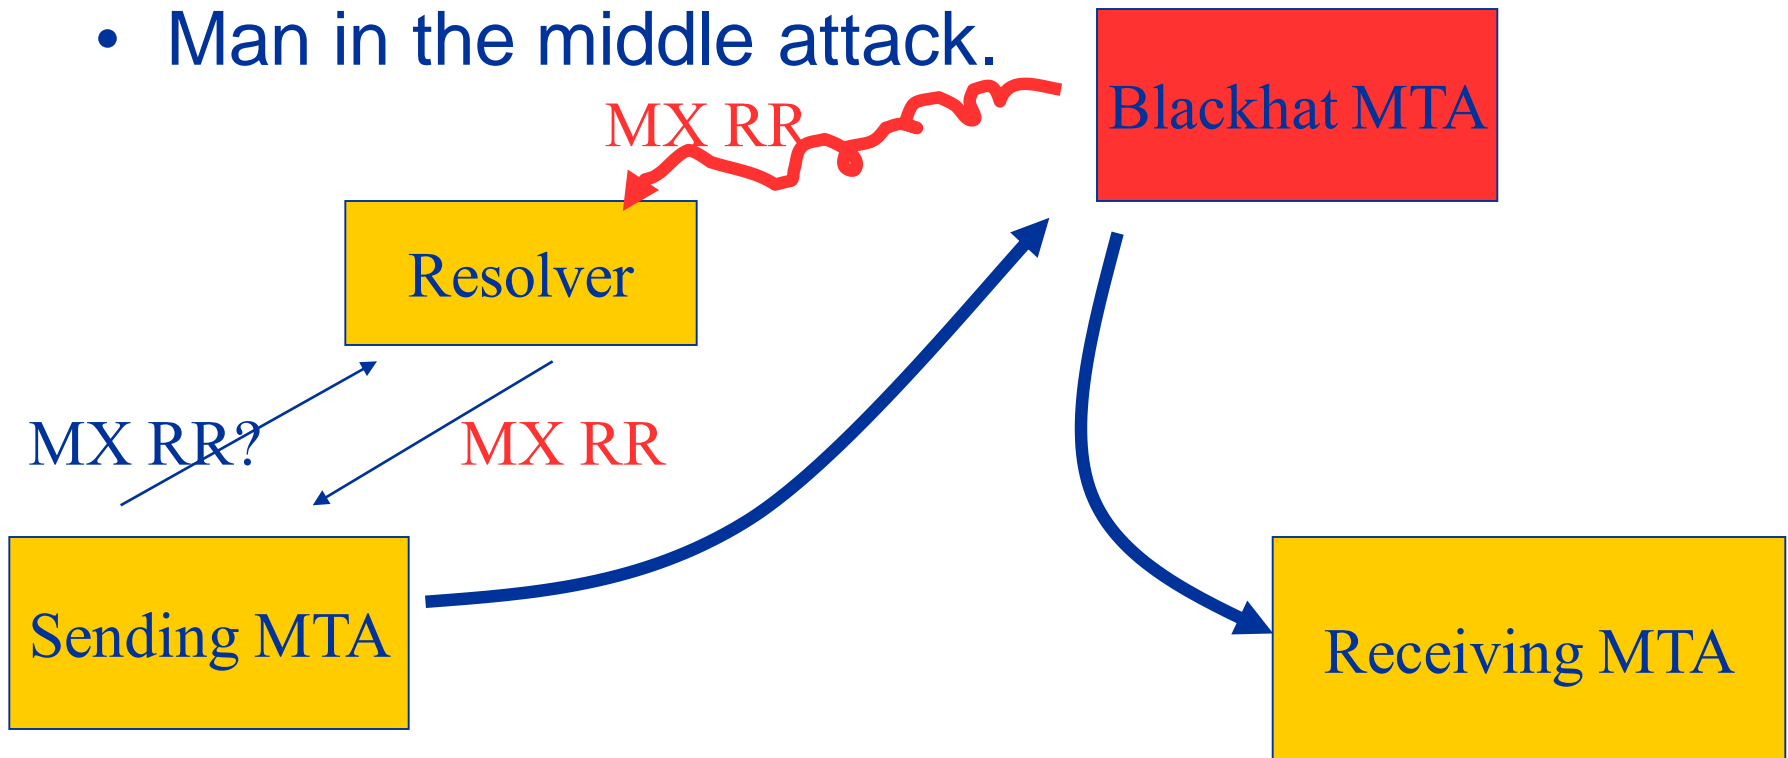 • Man in the middle attack.
Blackhat MTA
MX RR
Resolver
MX RR?
MX RR
Sending MTA
Receiving MTA